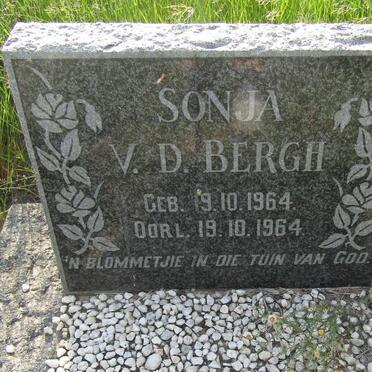 SONJA
V. D. BERGH
GEB. 19.10.1964.
OORL. 19.10.1964.
'N BLOMMETJIE IN DIE TUIN VAN GOD.